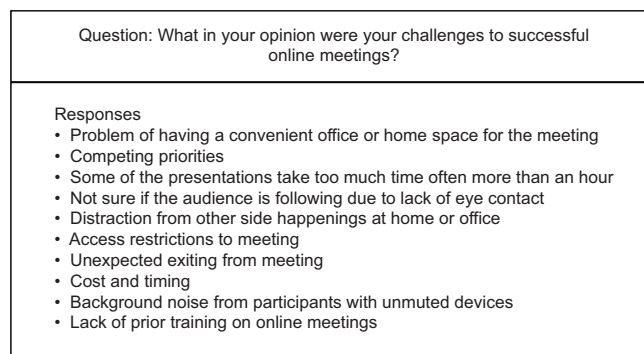 Question: What in your opinion were your challenges to successful
online meetings?
Responses
• Problem of having a convenient office or home space for the meeting
• Competing priorities
• Some of the presentations take too much time often more than an hour
• Not sure if the audience is following due to lack of eye contact
• Distraction from other side happenings at home or office
• Access restrictions to meeting
• Unexpected exiting from meeting
• Cost and timing
• Background noise from participants with unmuted devices
• Lack of prior training on online meetings